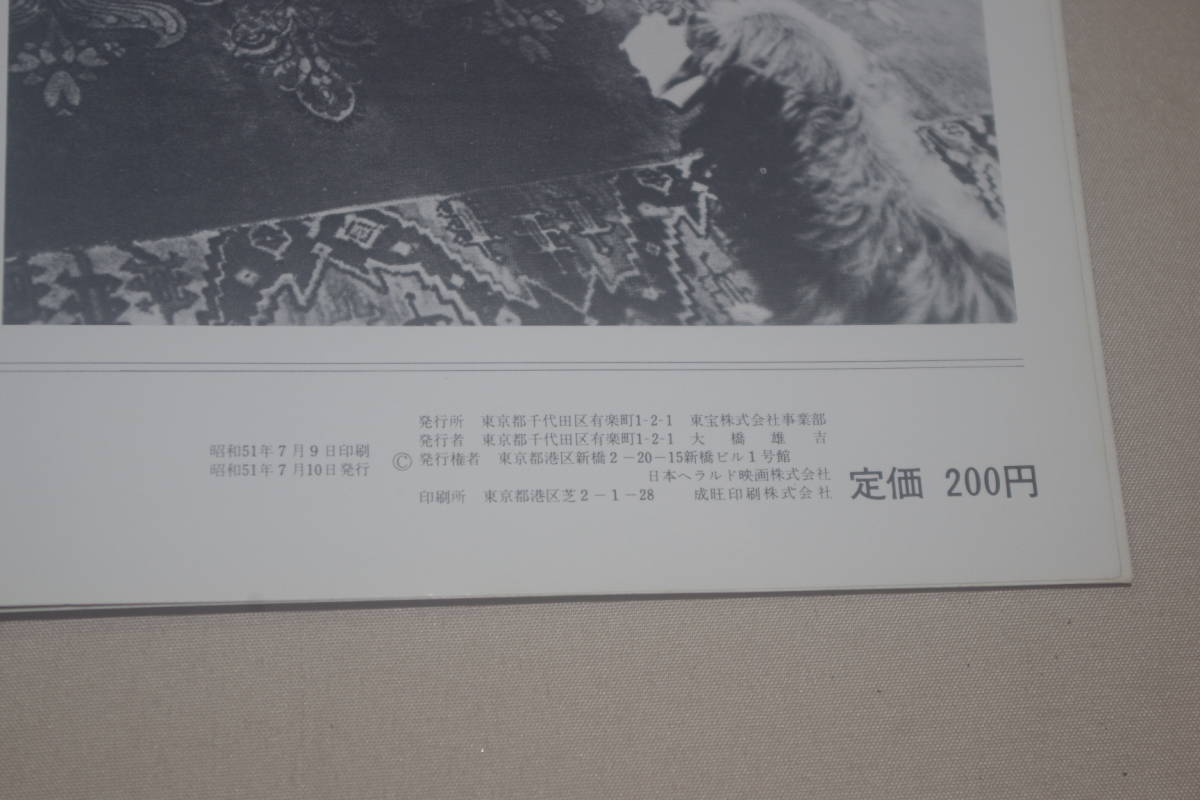 昭和51年7月9日印刷
昭和51年7月10日発行
©
発行所 東京都千代田区有楽町1-2-1 東宝株式会社事業部
発行者 東京都千代田区有楽町1-2-1 大橋雄吉
発行権者 東京都港区新橋2-20-15新橋ビル1号館
日本ヘラルド映画株式会社
印刷所 東京都港区芝2-1-28 成旺印刷株式会社
定価 200円